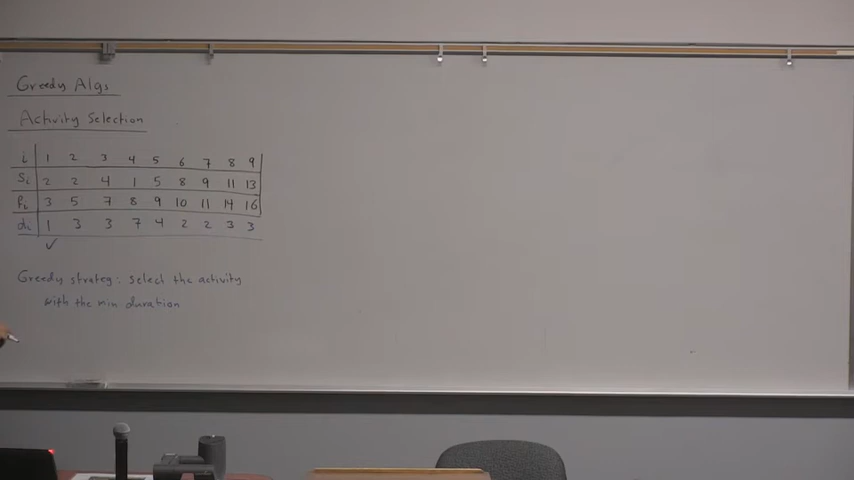 Greedy Algs
Activity Selection
i 1 2 3 4 5 6 7 8 9
Si 2 2 4 1 5 8 9 11 13
fi 3 5 7 8 9 10 11 14 16
di 1 3 3 7 4 2 2 3 3
✓
Greedy strateg: select the activity
with the min duration